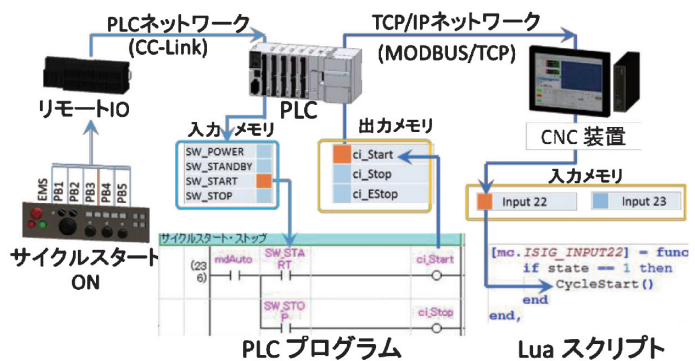 PLCネットワーク
(CC-Link)
TCP/IPネットワーク
(MODBUS/TCP)
リモートIO
PLC
CNC 装置
入力メモリ
SW_POWER
SW_STANDBY
SW_START
SW_STOP
出力メモリ
ci_Start
ci_Stop
ci_EStop
入力メモリ
Input 22
Input 23
EMS
PB1
PB2
PB3
PB4
PB5
サイクルスタート
ON
サイクルスタート・ストップ
(23
6)
mdAuto
SW_STA
RT
ci_Start
SW_STO
P
ci_Stop
PLC プログラム
[mc.ISIG_INPUT22] = func
if state == 1 then
CycleStart()
end
end,
Lua スクリプト